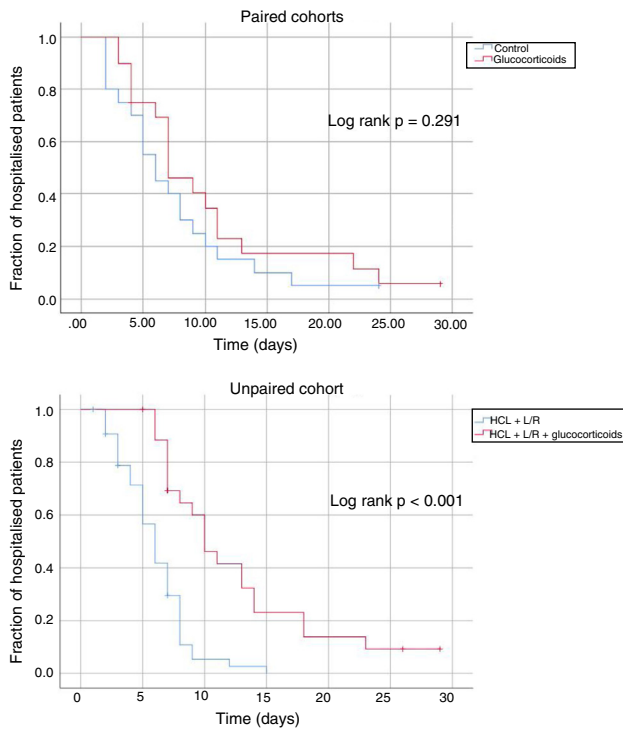 Paired cohorts
Control
Glucocorticoids
Log rank p = 0.291
Fraction of hospitalised patients
1.0
0.8
0.6
0.4
0.2
0.0
.00 5.00 10.00 15.00 20.00 25.00 30.00
Time (days)
Unpaired cohort
HCL + L/R
HCL + L/R + glucocorticoids
Log rank p < 0.001
Fraction of hospitalised patients
1.0
0.8
0.6
0.4
0.2
0.0
0 5 10 15 20 25 30
Time (days)